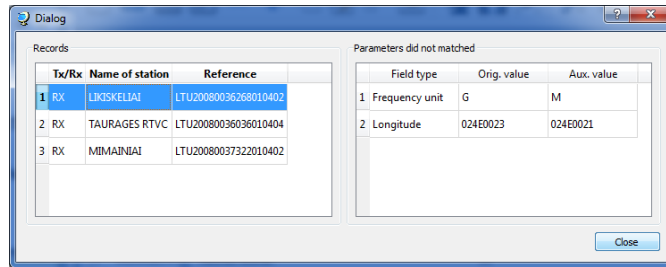 Dialog
Records
Tx/Rx Name of station Reference
1 RX LIKISKELIAI LTU20080036268010402
2 RX TAURAGES RTVC LTU20080036036010404
3 RX MIMAINIAI LTU20080037322010402
Parameters did not matched
Field type Orig. value Aux. value
1 Frequency unit G M
2 Longitude 024E0023 024E0021
Close